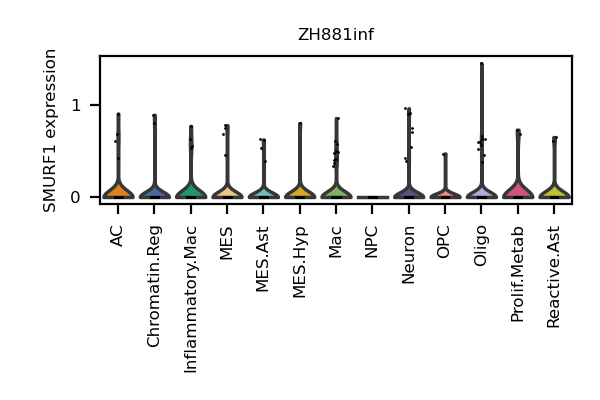 ZH881inf
SMURF1 expression
1
0
AC
Chromatin.Reg
Inflammatory.Mac
MES
MES.Ast
MES.Hyp
Mac
NPC
Neuron
OPC
Oligo
Prolif.Metab
Reactive.Ast